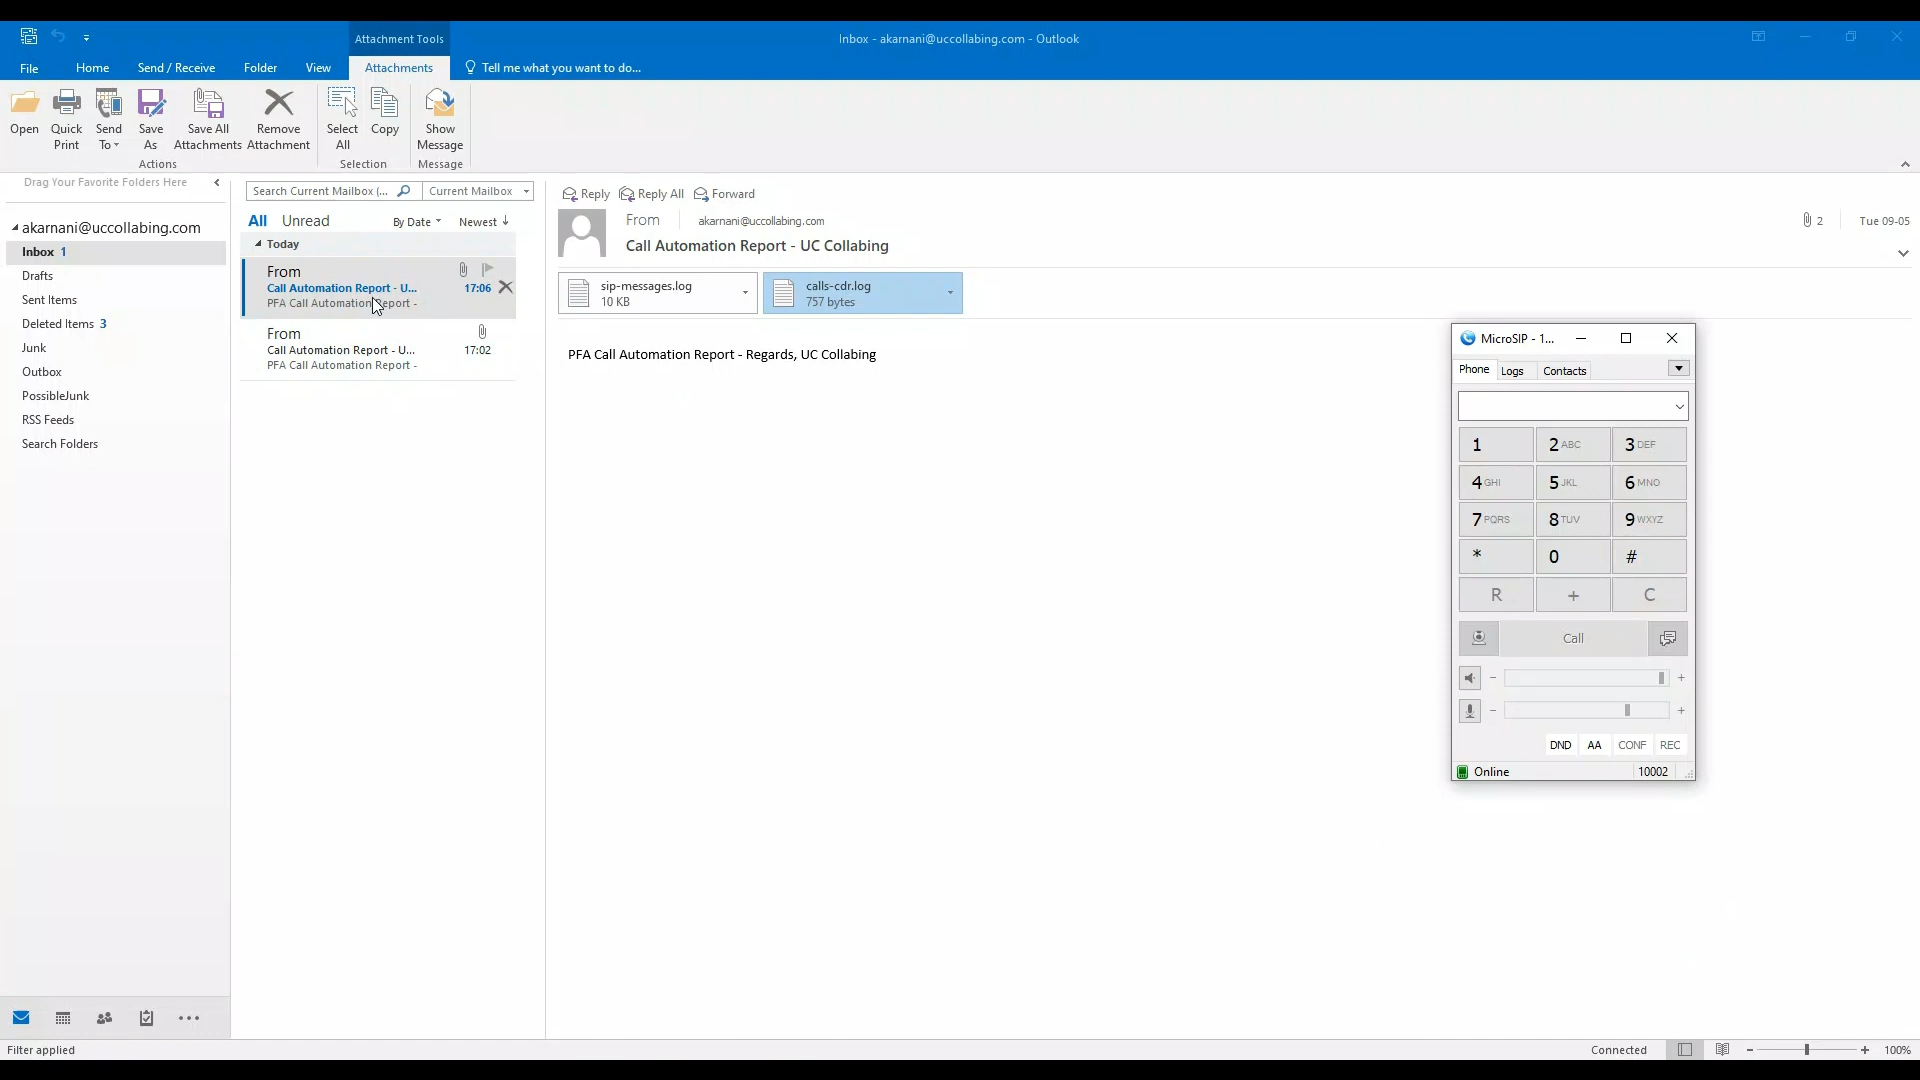 Attachment Tools
Inbox - akarnani@uccollabing.com - Outlook
File Home Send / Receive Folder View Attachments Tell me what you want to do...
Open Quick Print Send To Save As Save All Attachments Remove Attachment Select All Copy Show Message
Actions Selection Message
Drag Your Favorite Folders Here
akarnani@uccollabing.com
Inbox 1
Drafts
Sent Items
Deleted Items 3
Junk
Outbox
PossibleJunk
RSS Feeds
Search Folders
Search Current Mailbox (... Current Mailbox
All Unread By Date Newest
Today
From
Call Automation Report - U... 17:06
PFA Call Automation Report -
From
Call Automation Report - U... 17:02
PFA Call Automation Report -
Reply Reply All Forward
From akarnani@uccollabing.com 2 Tue 09-05
Call Automation Report - UC Collabing
sip-messages.log
10 KB
calls-cdr.log
757 bytes
PFA Call Automation Report - Regards, UC Collabing
MicroSIP - 1...
Phone Logs Contacts
1 2 ABC 3 DEF
4 GHI 5 JKL 6 MNO
7 PQRS 8 TUV 9 WXYZ
* 0 #
R + C
Call
- +
- +
DND AA CONF REC
Online 10002
Filter applied Connected - + 100%